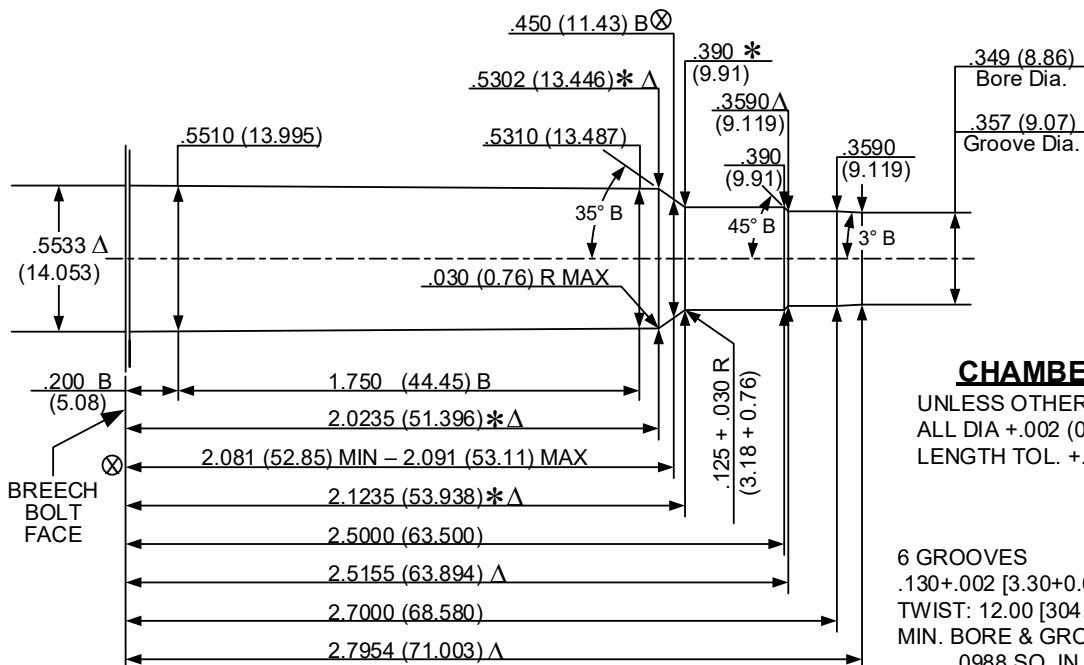 .450 (11.43) B⊗
.390 *
(9.91)
.349 (8.86)
Bore Dia.
.5302 (13.446)* Δ
.3590 Δ
(9.119)
.5510 (13.995)
.5310 (13.487)
.357 (9.07)
Groove Dia.
.390
(9.91)
.3590
(9.119)
35° B
45° B
3° B
.5533 Δ
(14.053)
.030 (0.76) R MAX
.200 B
(5.08)
1.750 (44.45) B
2.0235 (51.396)*Δ
.125 + .030 R
(3.18 + 0.76)
⊗
2.081 (52.85) MIN – 2.091 (53.11) MAX
BREECH
BOLT
FACE
2.1235 (53.938)*Δ
2.5000 (63.500)
2.5155 (63.894) Δ
2.7000 (68.580)
2.7954 (71.003) Δ
CHAMBE
UNLESS OTHER
ALL DIA +.002 (0
LENGTH TOL. +.
6 GROOVES
.130+.002 [3.30+0.0
TWIST: 12.00 [304.
MIN. BORE & GRO
.0988 SQ. IN